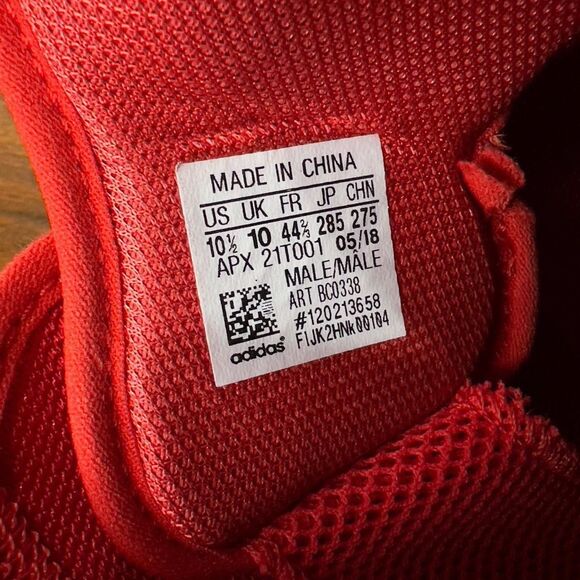 MADE IN CHINA
US UK FR JP CHN
10½ 10 44⅔ 285 275
APX 21T001 05/18
MALE/MÂLE
ART BC0338
#120213658
F1JK2HNk00104
adidas